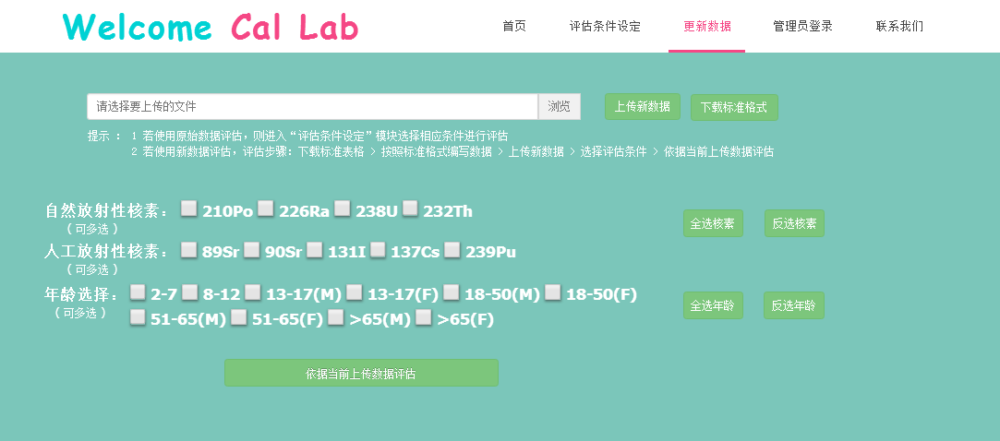 Welcome Cal Lab 首页 评估条件设定 更新数据 管理员登录 联系我们
请选择要上传的文件 浏览 上传新数据 下载标准格式
提示 : 1 若使用原始数据评估,则进入“评估条件设定”模块选择相应条件进行评估
2 若使用新数据评估,评估步骤: 下载标准表格 > 按照标准格式编写数据 > 上传新数据 > 选择评估条件 > 依据当前上传数据评估
自然放射性核素: 210Po 226Ra 238U 232Th
(可多选) 全选核素 反选核素
人工放射性核素: 89Sr 90Sr 131I 137Cs 239Pu
(可多选)
年龄选择: 2-7 8-12 13-17(M) 13-17(F) 18-50(M) 18-50(F)
(可多选) 全选年龄 反选年龄
51-65(M) 51-65(F) >65(M) >65(F)
依据当前上传数据评估